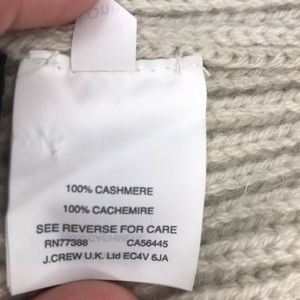 100% CASHMERE
100% CACHEMIRE
SEE REVERSE FOR CARE
RN77388 CA56445
J.CREW U.K. Ltd EC4V 6JA